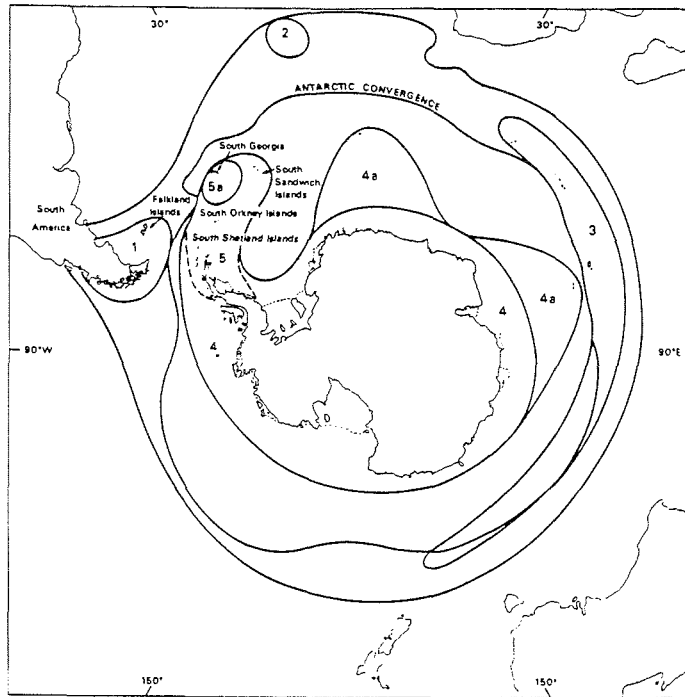 30°
30°
2
ANTARCTIC CONVERGENCE
South Georgia
4a
South
Sandwich
Islands
5a
Falkland
Islands
South
America
South Orkney Islands
3
South Shetland Islands
1
5
4
4a
4
90°W
90°E
150°
150°